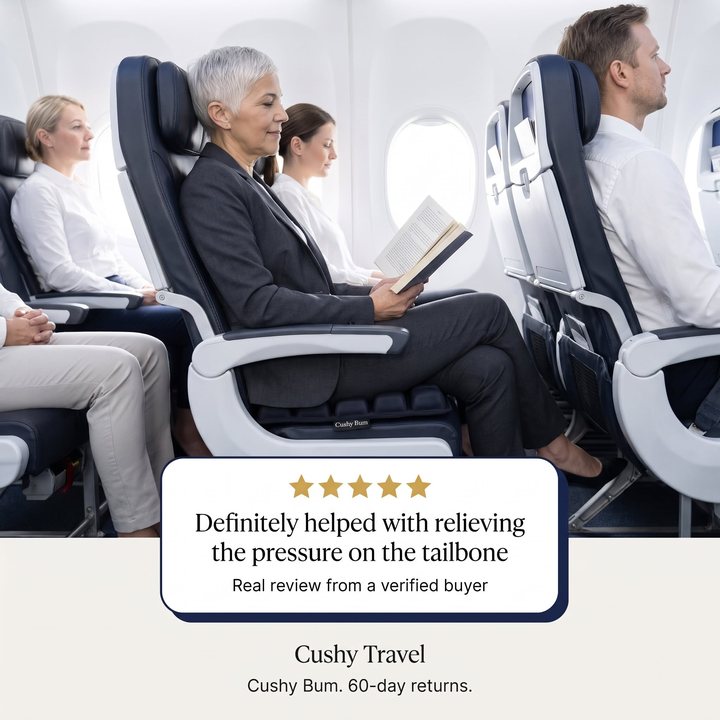 Cushy Bum
Definitely helped with relieving
the pressure on the tailbone
Real review from a verified buyer
Cushy Travel
Cushy Bum. 60-day returns.